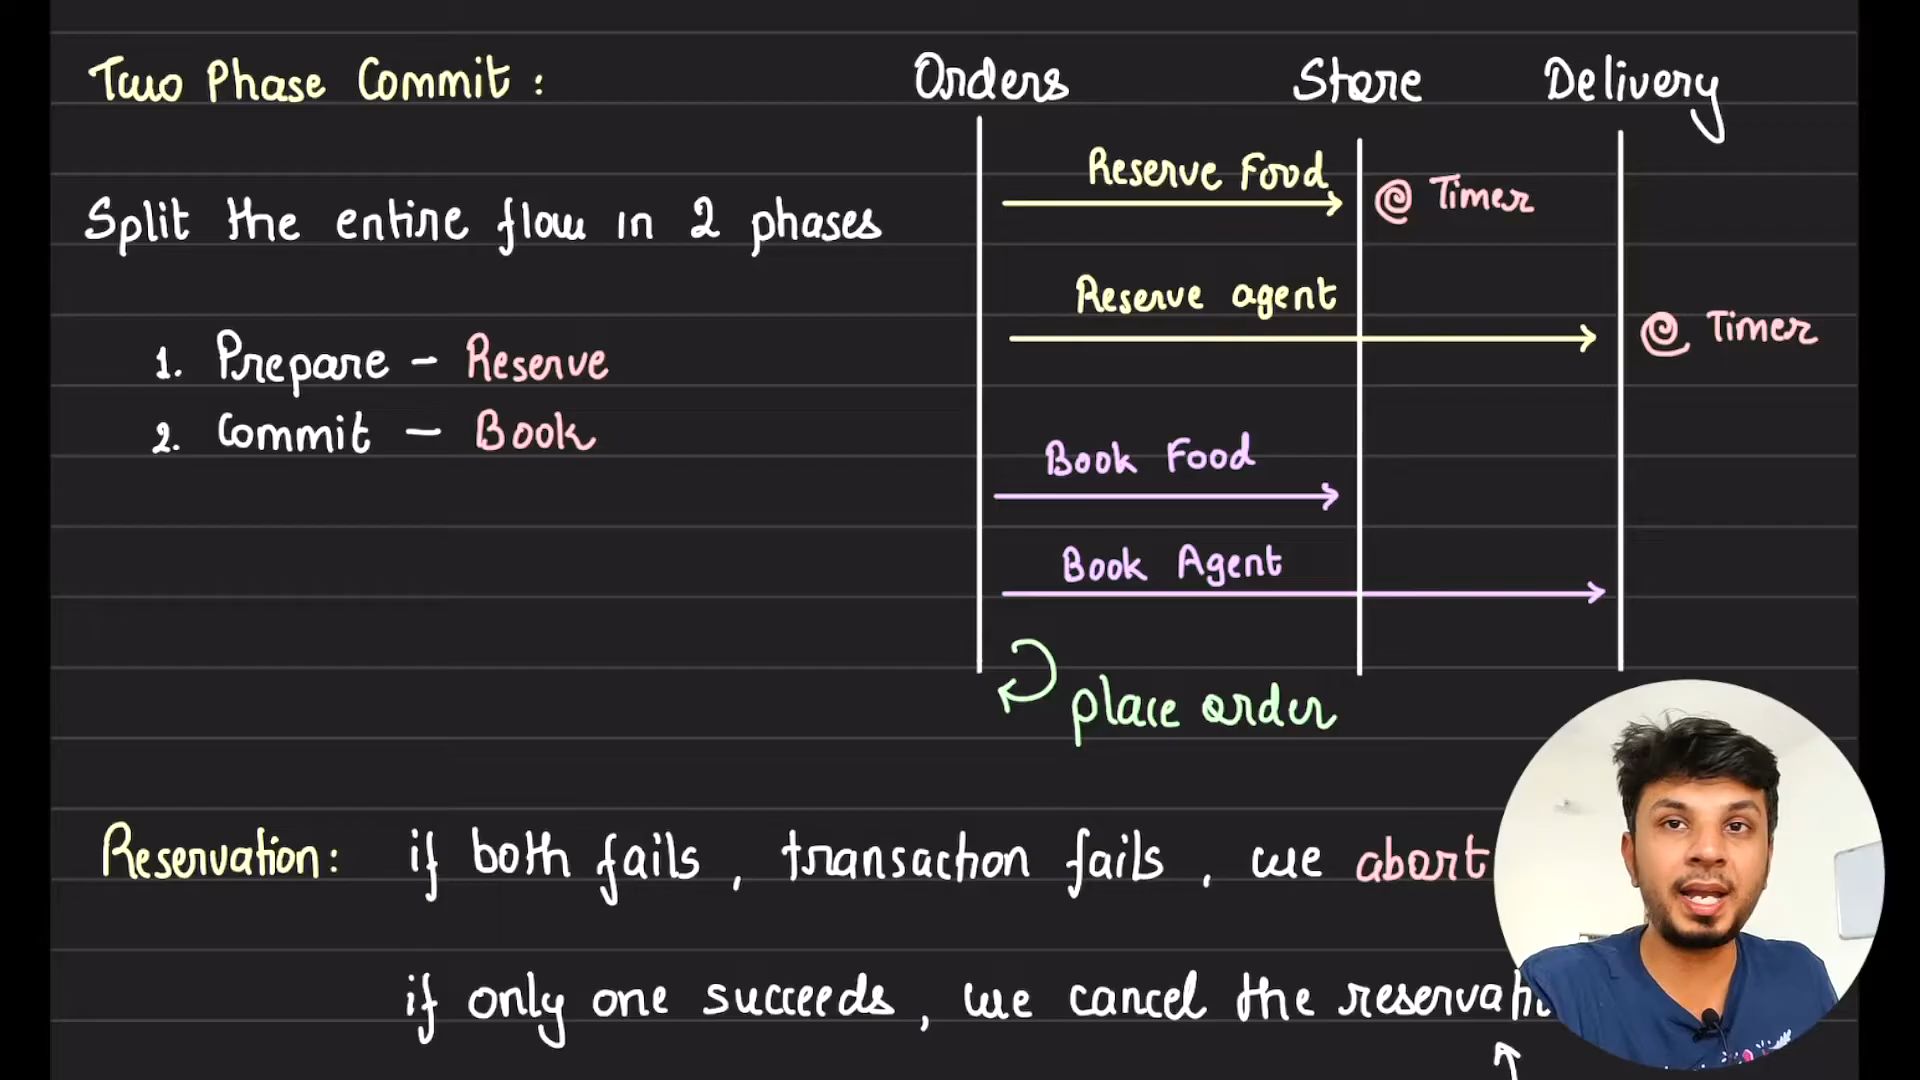 Two Phase Commit :
Split the entire flow in 2 phases
1. Prepare - Reserve
2. Commit - Book
Orders Store Delivery
Reserve Food
@ Timer
Reserve agent
@ Timer
Book Food
Book Agent
place order
Reservation: if both fails, transaction fails, we abort
if only one succeeds, we cancel the